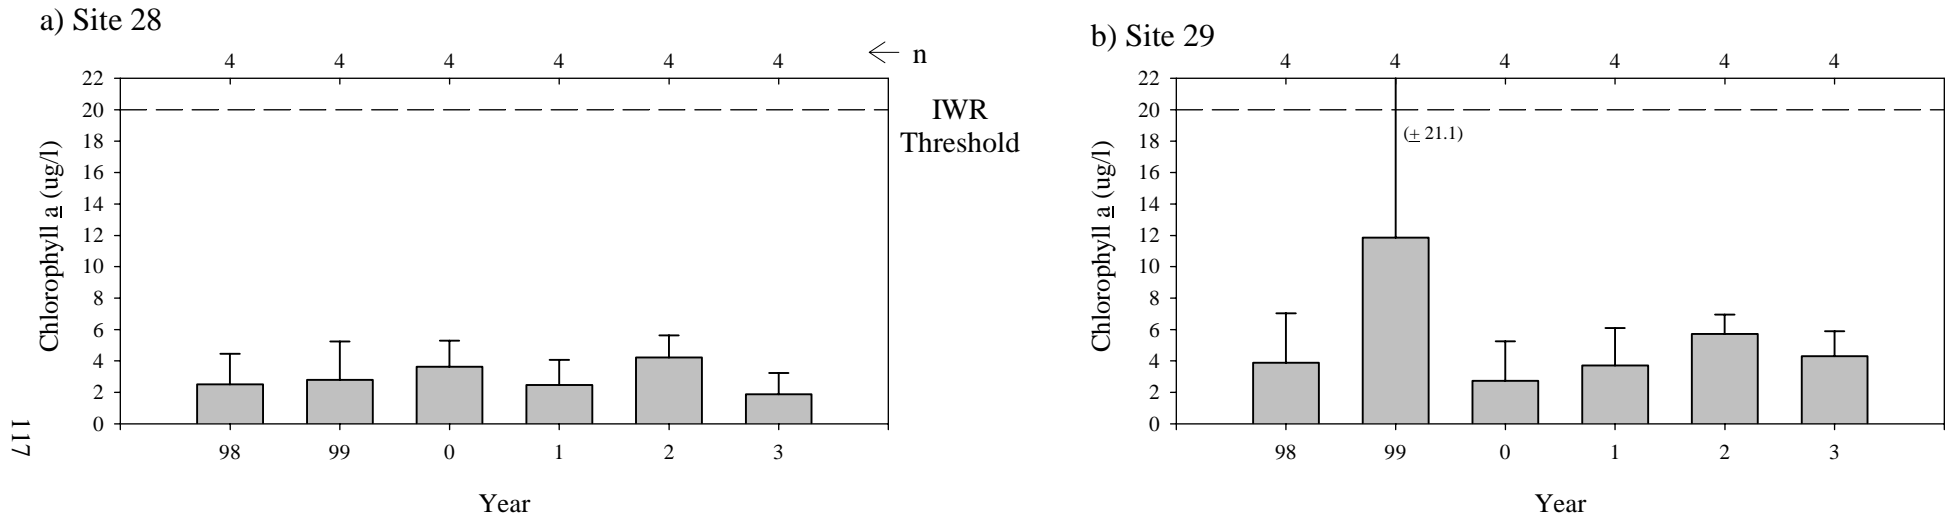 a) Site 28
4 4 4 4 4 4 n
22
20
18
16
14
12
10
8
6
4
2
0
Chlorophyll a (ug/l)
IWR
Threshold
98 99 0 1 2 3
Year
b) Site 29
4 4 4 4 4 4
22
20
18
16
14
12
10
8
6
4
2
0
Chlorophyll a (ug/l)
(± 21.1)
98 99 0 1 2 3
Year
117